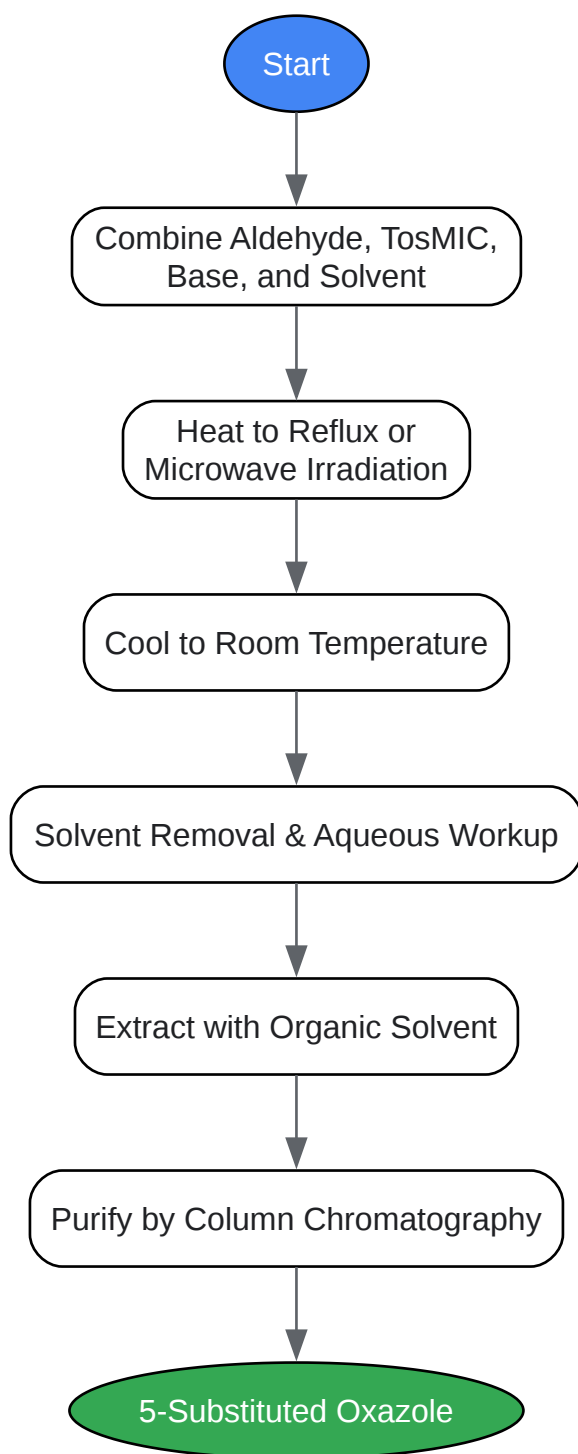 Start
Combine Aldehyde, TosMIC,
Base, and Solvent
Heat to Reflux or
Microwave Irradiation
Cool to Room Temperature
Solvent Removal & Aqueous Workup
Extract with Organic Solvent
Purify by Column Chromatography
5-Substituted Oxazole